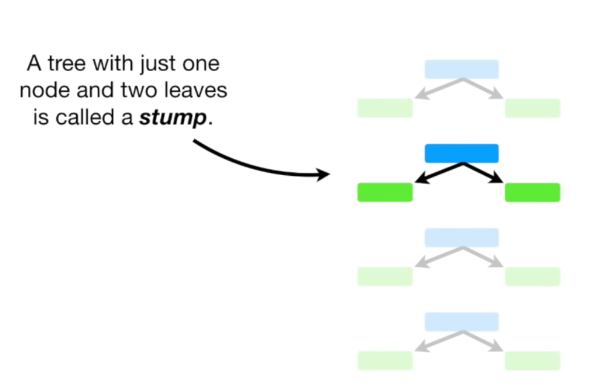 A tree with just one
node and two leaves
is called a stump.